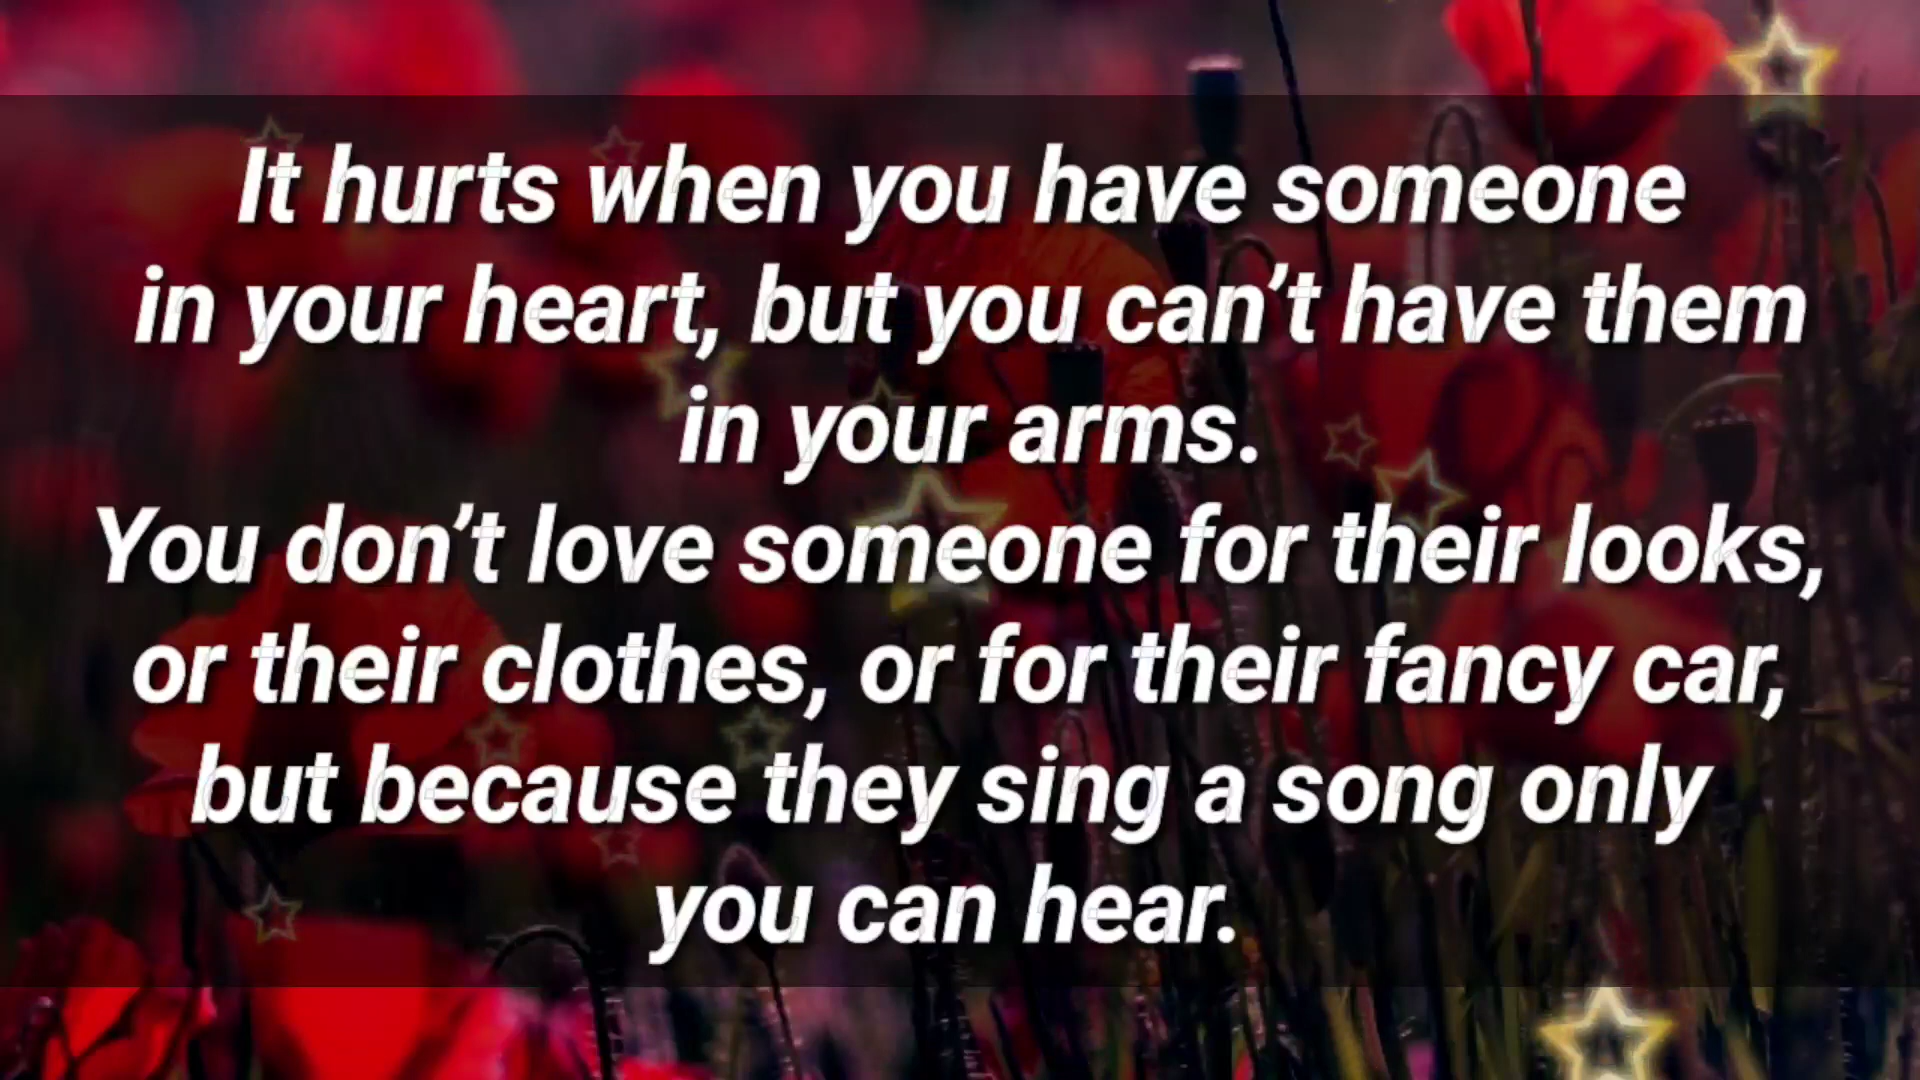 It hurts when you have someone
in your heart, but you can’t have them
in your arms.
You don’t love someone for their looks,
or their clothes, or for their fancy car,
but because they sing a song only
you can hear.